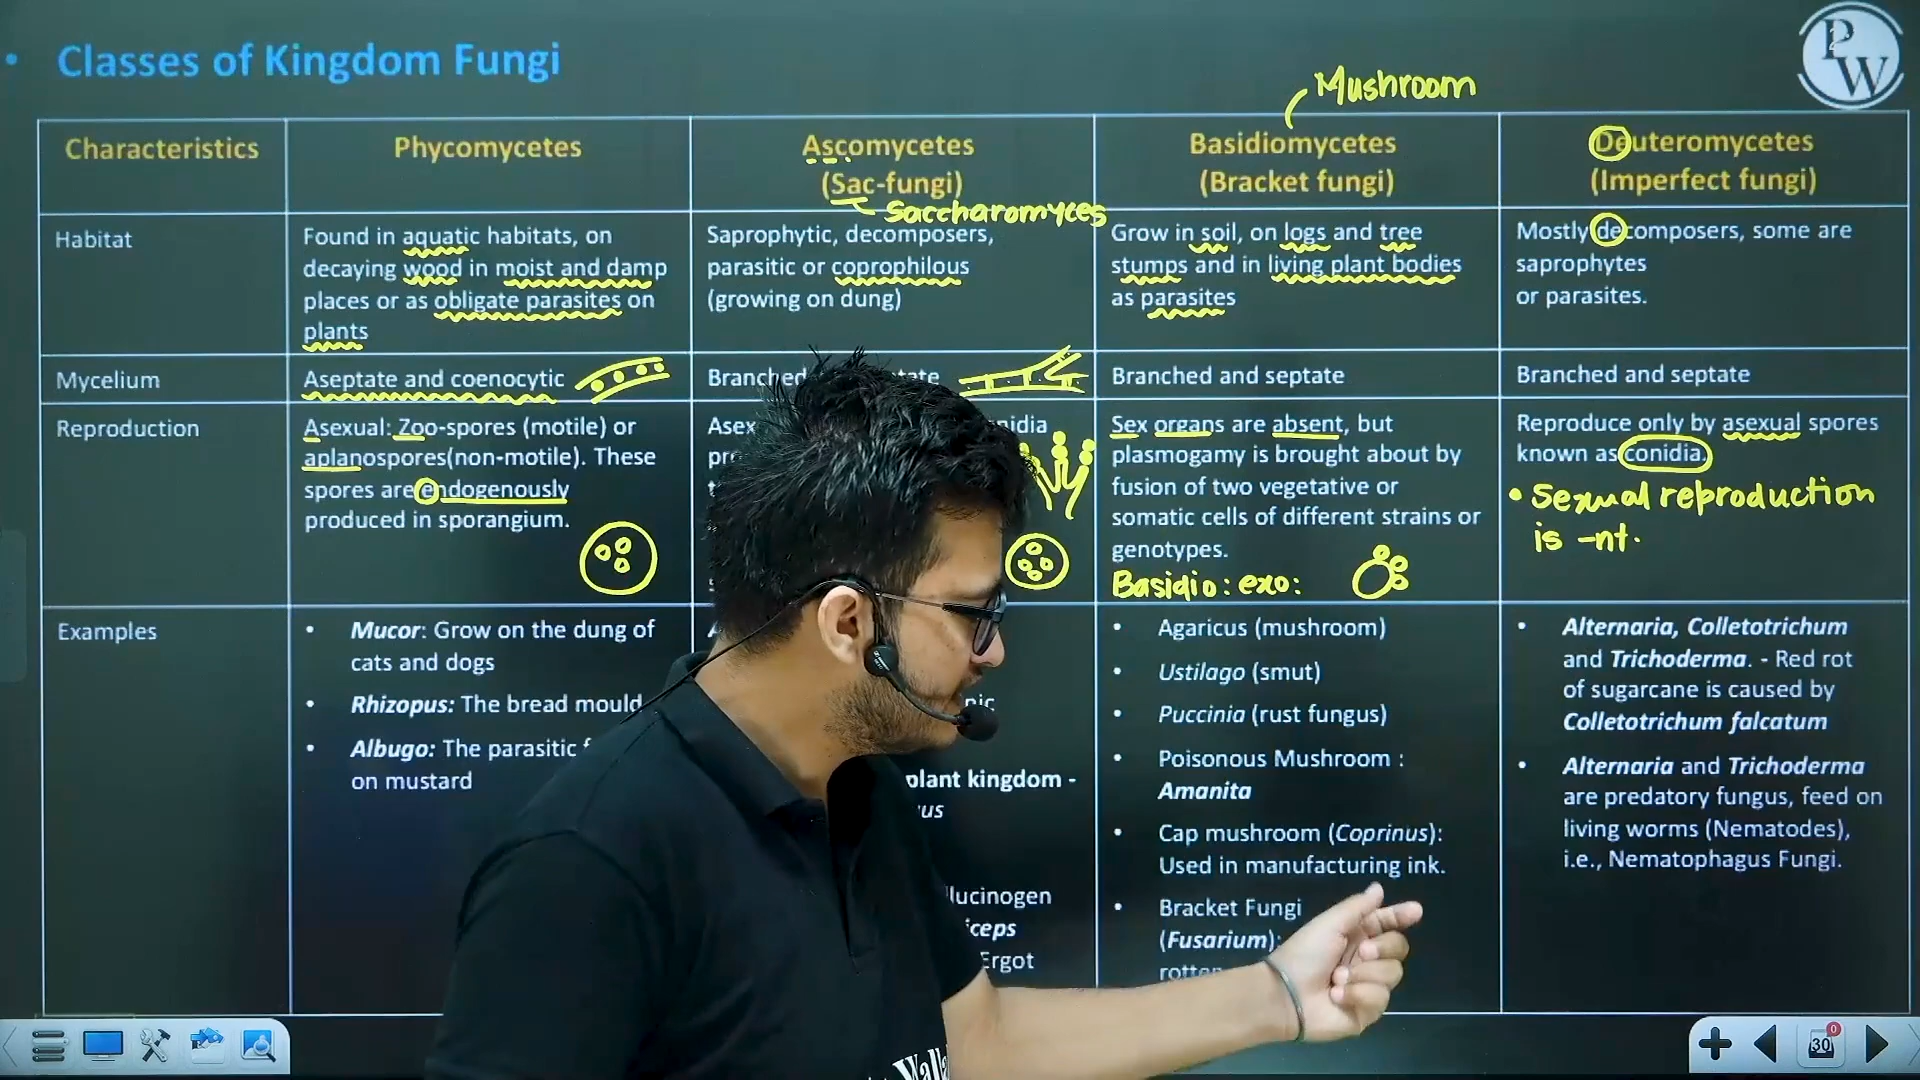 • Classes of Kingdom Fungi
Mushroom
PW
Characteristics
Phycomycetes
Ascomycetes
(Sac-fungi)
Saccharomyces
Basidiomycetes
(Bracket fungi)
Deuteromycetes
(Imperfect fungi)
Habitat
Found in aquatic habitats, on
decaying wood in moist and damp
places or as obligate parasites on
plants
Saprophytic, decomposers,
parasitic or coprophilous
(growing on dung)
Grow in soil, on logs and tree
stumps and in living plant bodies
as parasites
Mostly decomposers, some are
saprophytes
or parasites.
Mycelium
Aseptate and coenocytic
Branched
Branched and septate
Branched and septate
Reproduction
Asexual: Zoo-spores (motile) or
aplanospores(non-motile). These
spores are endogenously
produced in sporangium.
Sex organs are absent, but
plasmogamy is brought about by
fusion of two vegetative or
somatic cells of different strains or
genotypes.
Basidio: exo:
Reproduce only by asexual spores
known as conidia.
• Sexual reproduction
is -nt.
Examples
• Mucor: Grow on the dung of
cats and dogs
• Rhizopus: The bread mould
• Albugo: The parasitic
on mustard
plant kingdom -
Ergot
• Agaricus (mushroom)
• Ustilago (smut)
• Puccinia (rust fungus)
• Poisonous Mushroom :
Amanita
• Cap mushroom (Coprinus):
Used in manufacturing ink.
• Bracket Fungi
(Fusarium):
• Alternaria, Colletotrichum
and Trichoderma. - Red rot
of sugarcane is caused by
Colletotrichum falcatum
• Alternaria and Trichoderma
are predatory fungus, feed on
living worms (Nematodes),
i.e., Nematophagus Fungi.
30
0